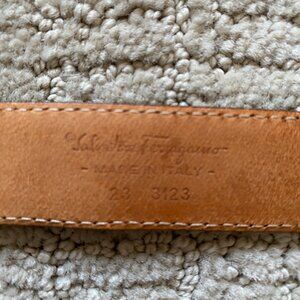 Salvatore Ferragamo
- MADE IN ITALY -
23 3123